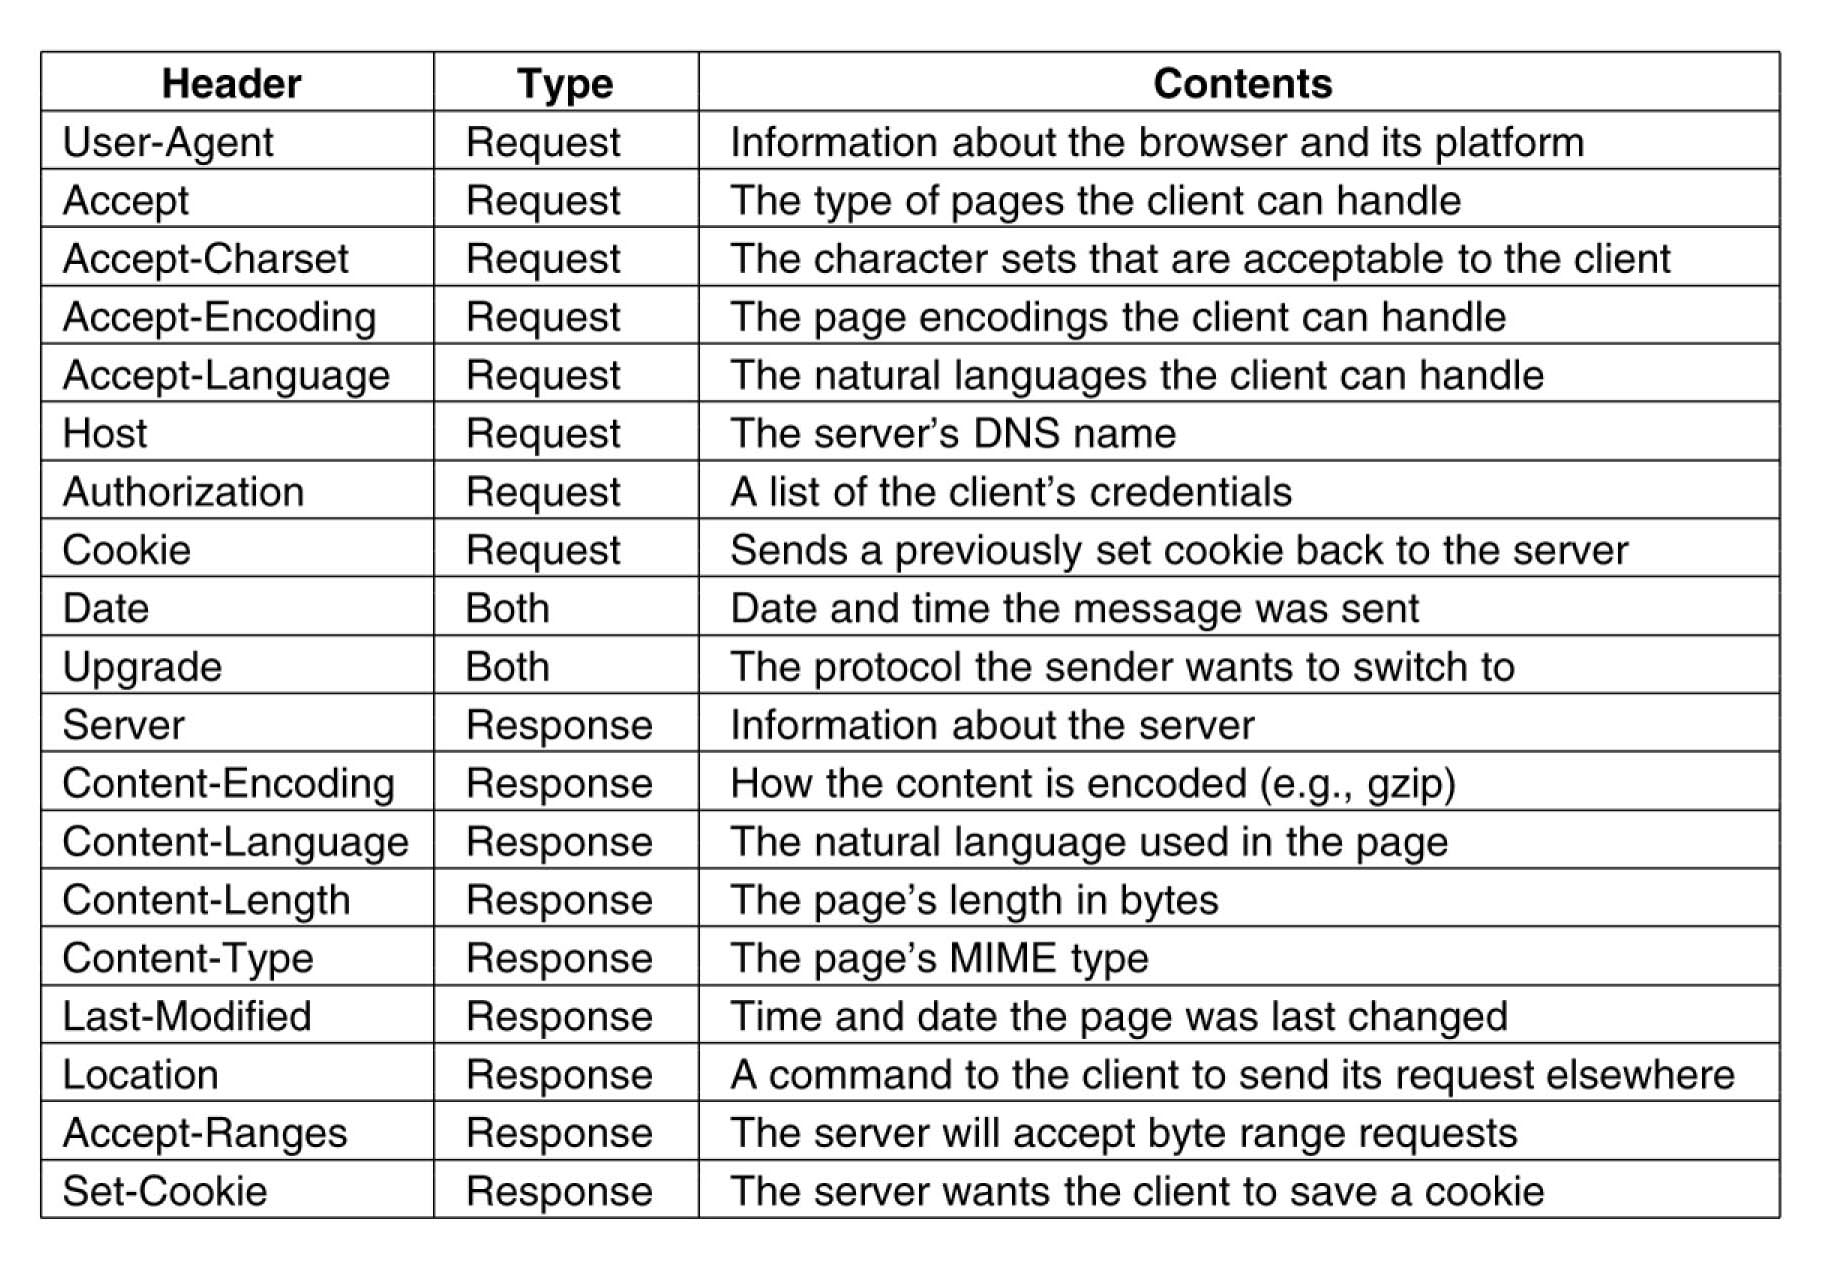 Header Type Contents
User-Agent Request Information about the browser and its platform
Accept Request The type of pages the client can handle
Accept-Charset Request The character sets that are acceptable to the client
Accept-Encoding Request The page encodings the client can handle
Accept-Language Request The natural languages the client can handle
Host Request The server’s DNS name
Authorization Request A list of the client’s credentials
Cookie Request Sends a previously set cookie back to the server
Date Both Date and time the message was sent
Upgrade Both The protocol the sender wants to switch to
Server Response Information about the server
Content-Encoding Response How the content is encoded (e.g., gzip)
Content-Language Response The natural language used in the page
Content-Length Response The page’s length in bytes
Content-Type Response The page’s MIME type
Last-Modified Response Time and date the page was last changed
Location Response A command to the client to send its request elsewhere
Accept-Ranges Response The server will accept byte range requests
Set-Cookie Response The server wants the client to save a cookie